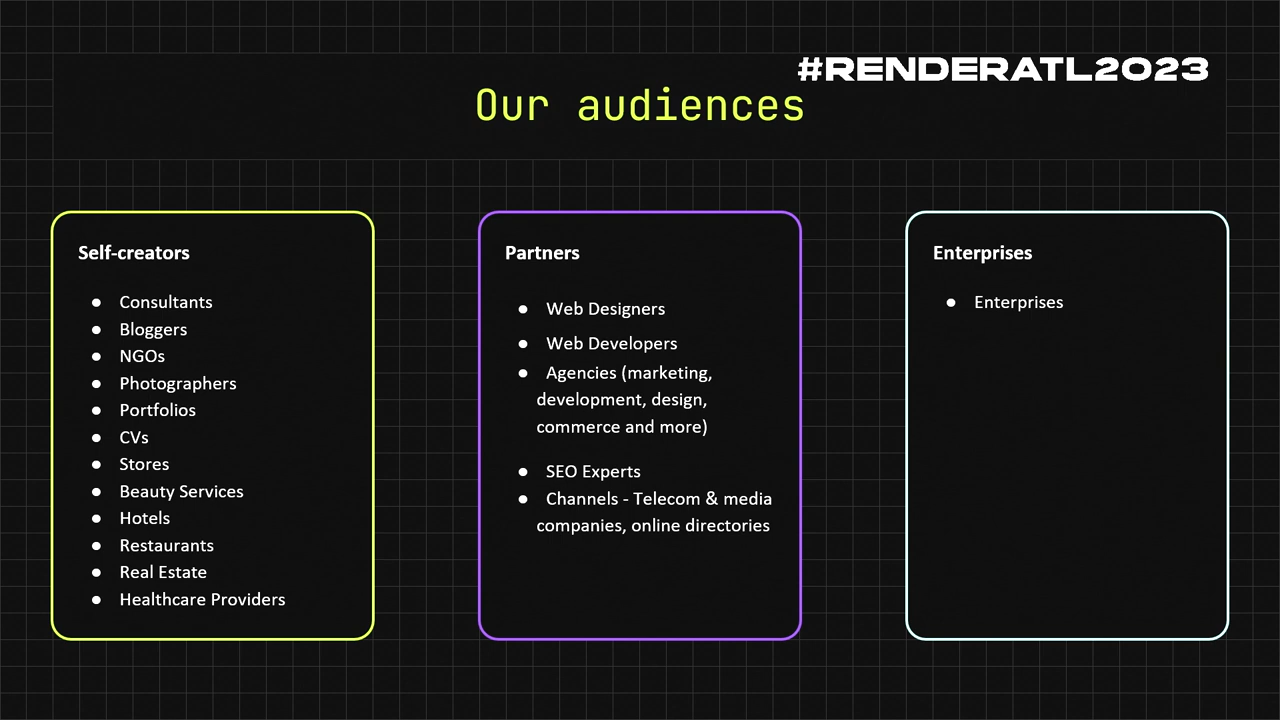 #RENDERATL2023
Our audiences
Self-creators
● Consultants
● Bloggers
● NGOs
● Photographers
● Portfolios
● CVs
● Stores
● Beauty Services
● Hotels
● Restaurants
● Real Estate
● Healthcare Providers
Partners
● Web Designers
● Web Developers
● Agencies (marketing,
development, design,
commerce and more)
● SEO Experts
● Channels - Telecom & media
companies, online directories
Enterprises
● Enterprises